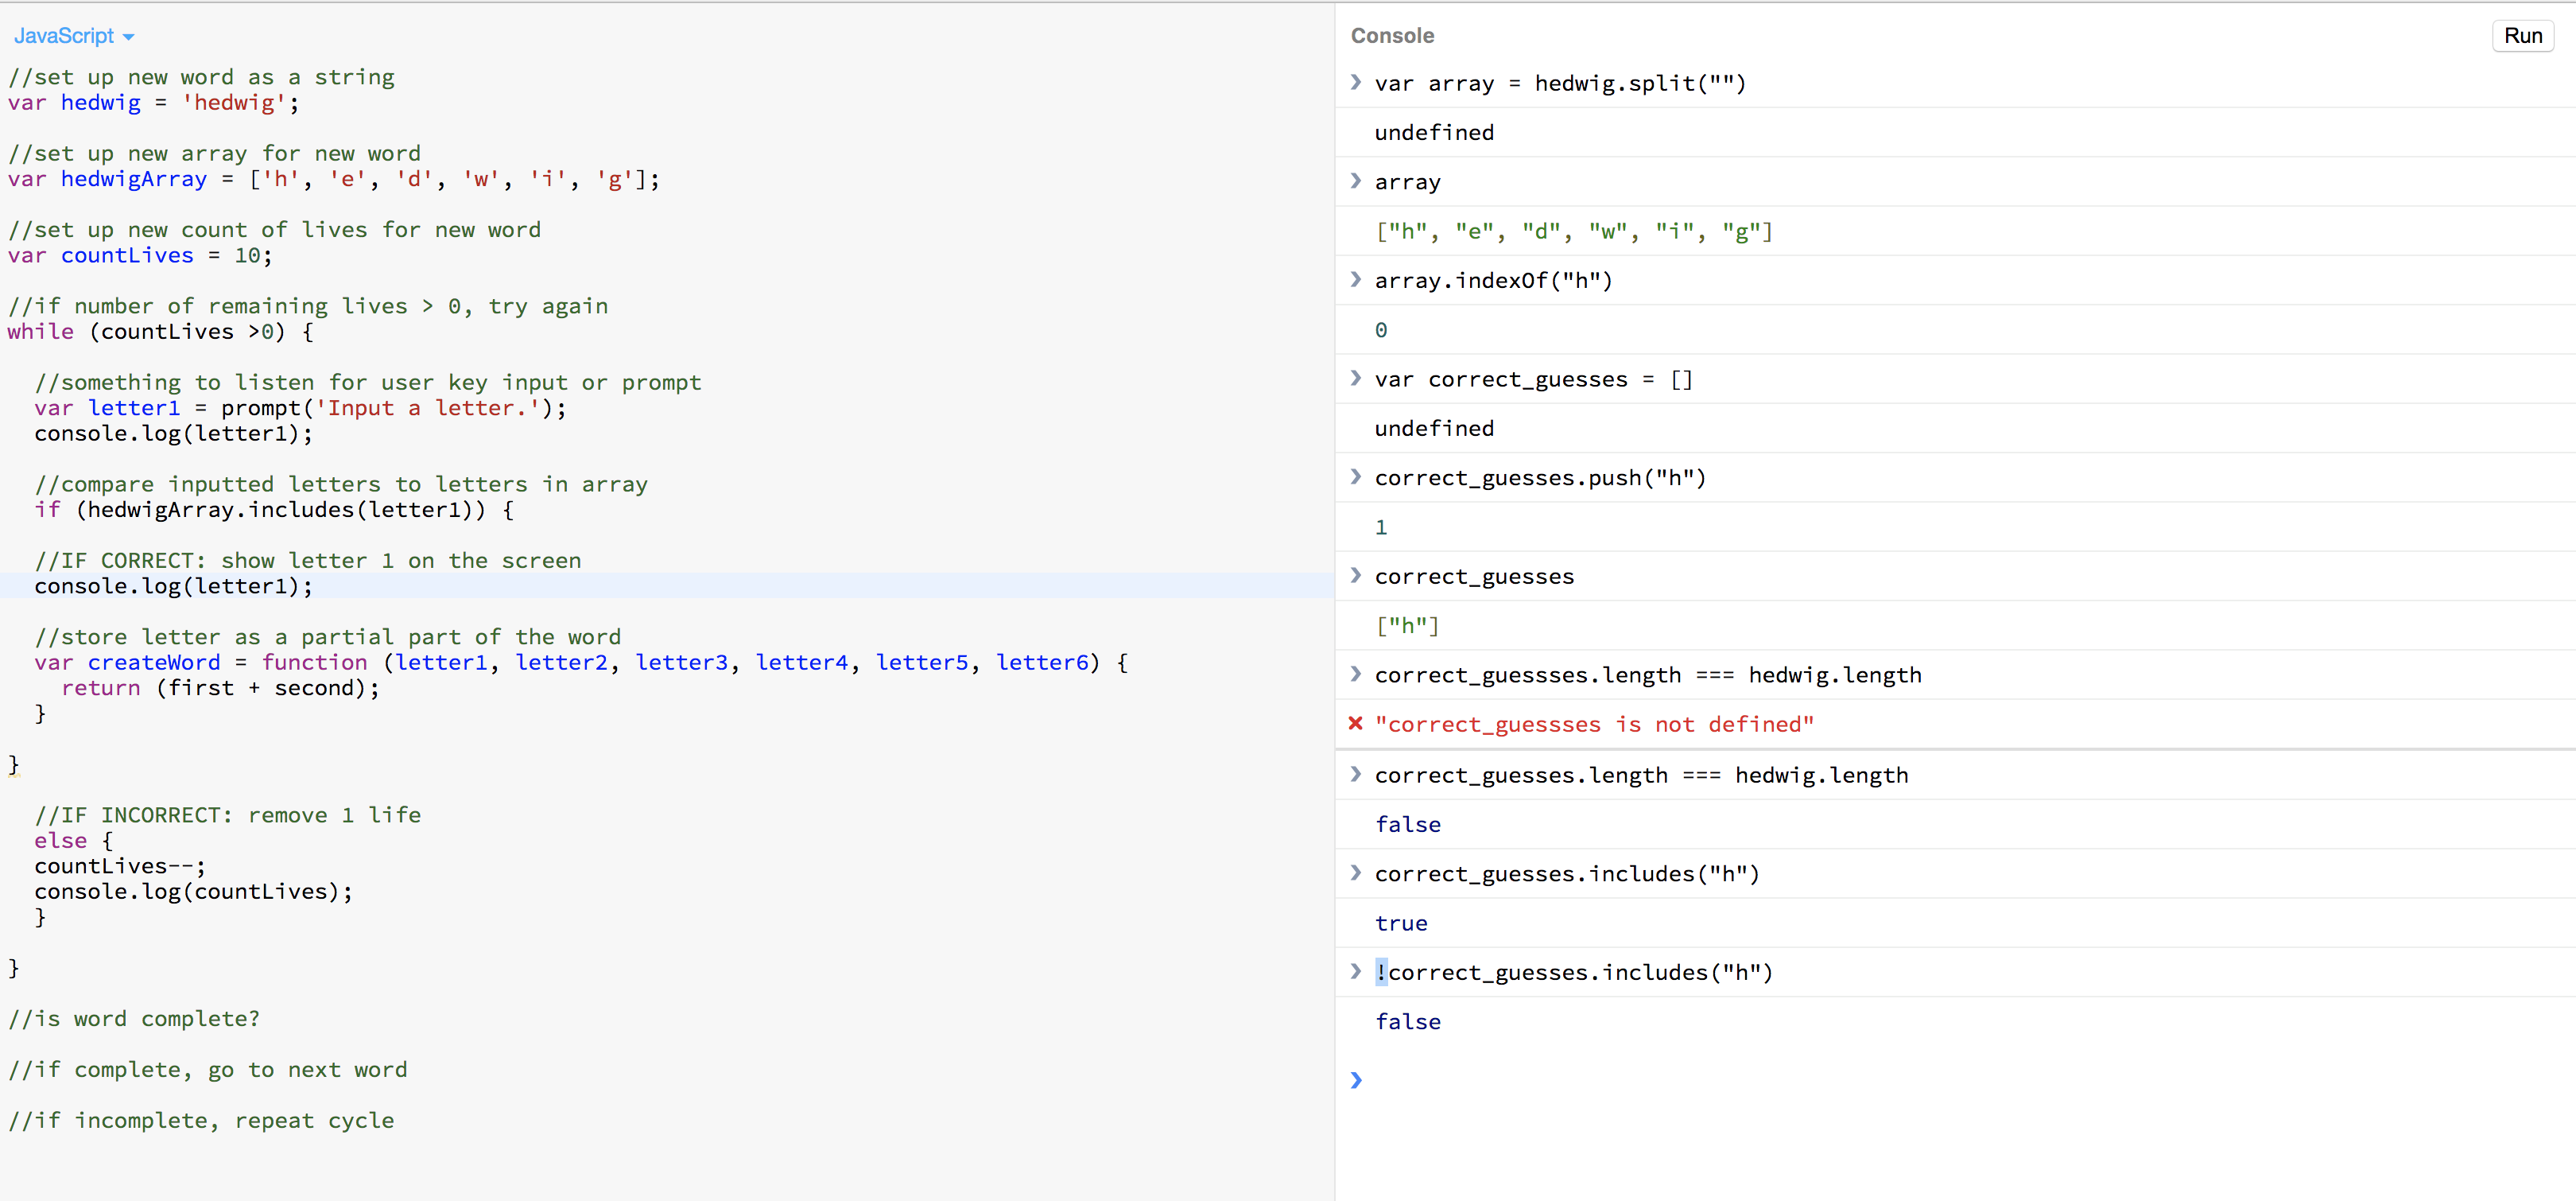 JavaScript
//set up new word as a string
var hedwig = 'hedwig';
//set up new array for new word
var hedwigArray = ['h', 'e', 'd', 'w', 'i', 'g'];
//set up new count of lives for new word
var countLives = 10;
//if number of remaining lives > 0, try again
while (countLives >0) {
//something to listen for user key input or prompt
var letter1 = prompt('Input a letter.');
console.log(letter1);
//compare inputted letters to letters in array
if (hedwigArray.includes(letter1)) {
//IF CORRECT: show letter 1 on the screen
console.log(letter1);
//store letter as a partial part of the word
var createWord = function (letter1, letter2, letter3, letter4, letter5, letter6) {
return (first + second);
}
}
//IF INCORRECT: remove 1 life
else {
countLives--;
console.log(countLives);
}
}
//is word complete?
//if complete, go to next word
//if incomplete, repeat cycle
Console
Run
var array = hedwig.split("")
undefined
array
["h", "e", "d", "w", "i", "g"]
array.indexOf("h")
0
var correct_guesses = []
undefined
correct_guesses.push("h")
1
correct_guesses
["h"]
correct_guessses.length === hedwig.length
"correct_guessses is not defined"
correct_guesses.length === hedwig.length
false
correct_guesses.includes("h")
true
!correct_guesses.includes("h")
false